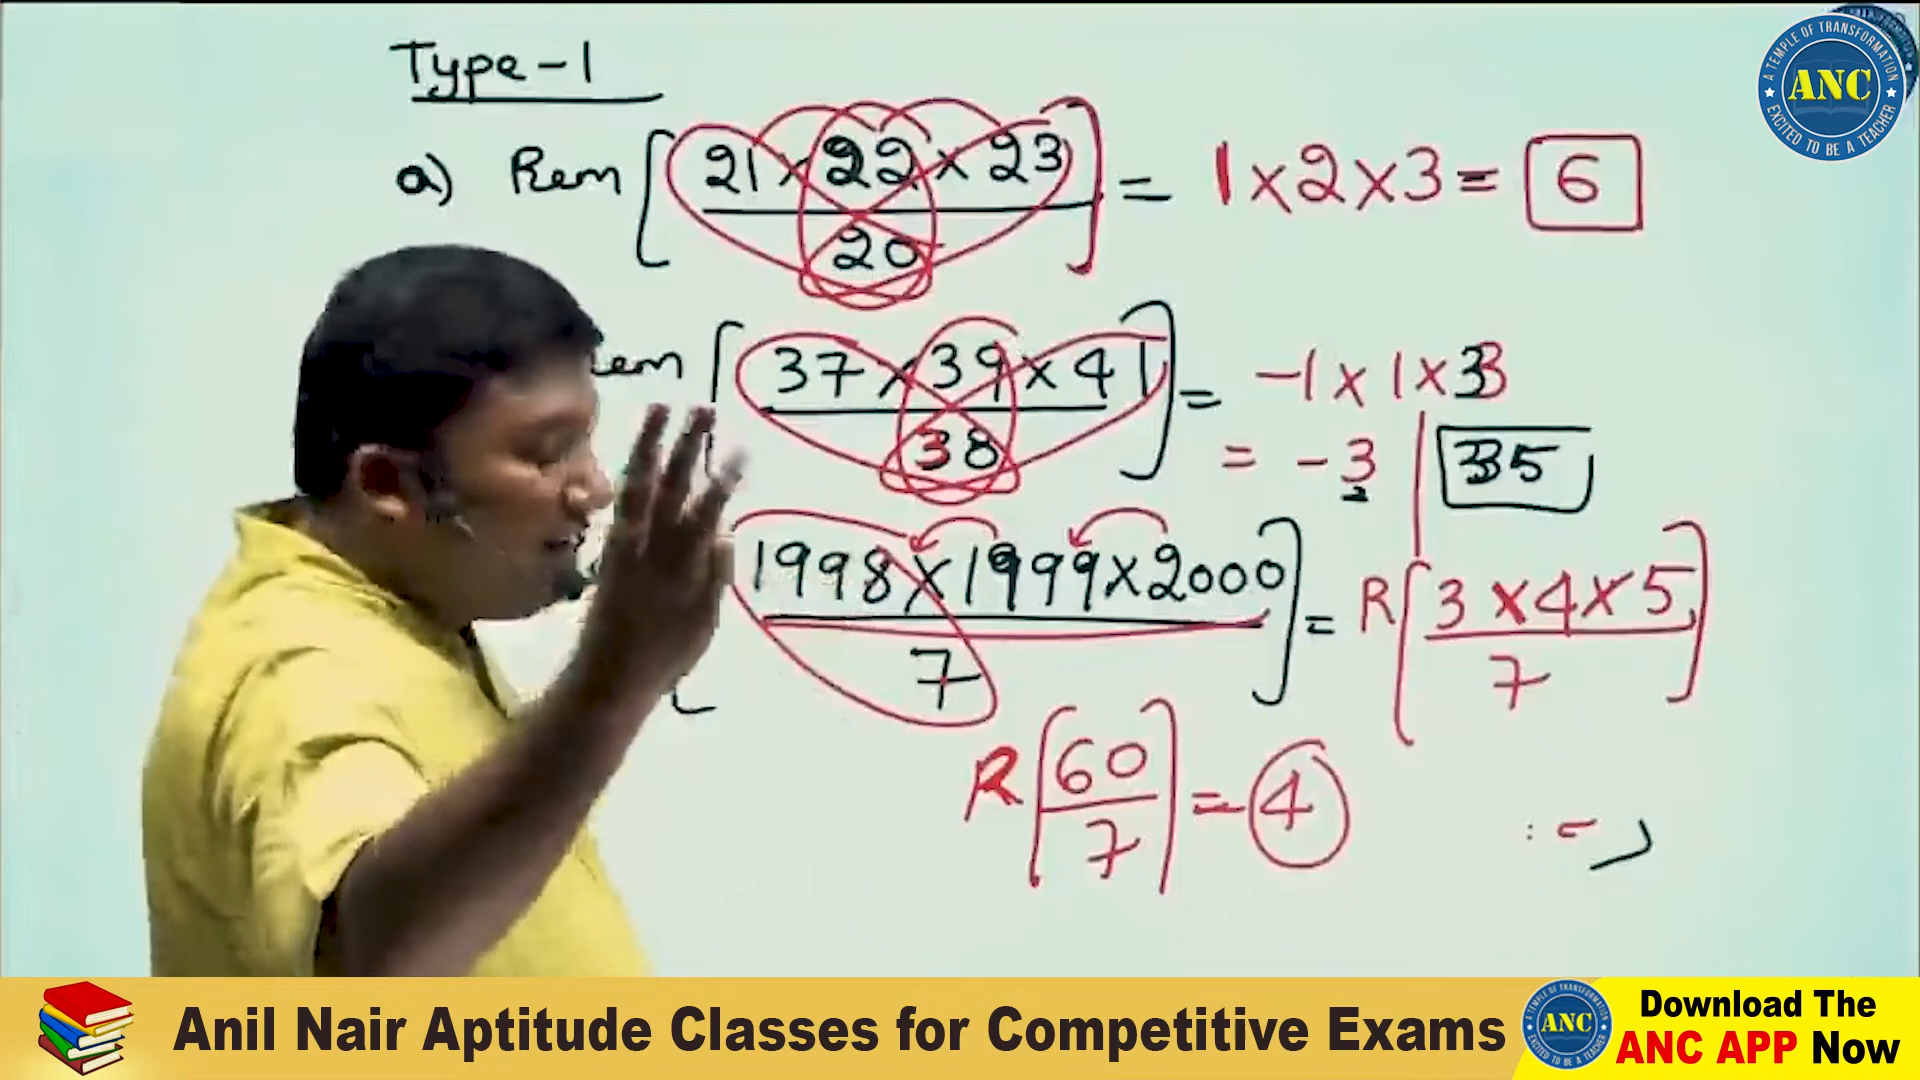 Type-1
a) Rem [ 21 x 22 x 23 / 20 ] = 1 x 2 x 3 = 6
em [ 37 x 39 x 41 / 38 ] = -1 x 1 x 3
= -3 | 35
1998 x 1999 x 2000 / 7 ] = R [ 3 x 4 x 5 / 7 ]
R [ 60 / 7 ] = 4
A TEMPLE OF TRANSFORMATION
ANC
EXCITED TO BE A TEACHER
Anil Nair Aptitude Classes for Competitive Exams
ANC
Download The
ANC APP Now